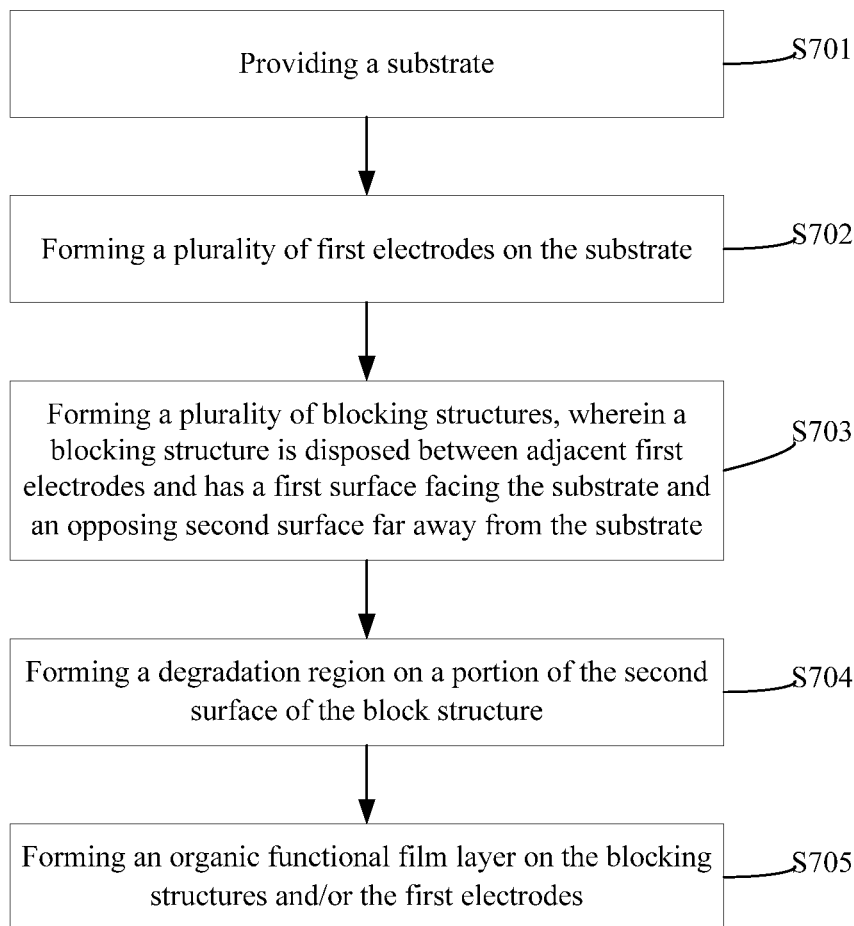 Providing a substrate
S701
Forming a plurality of first electrodes on the substrate
S702
Forming a plurality of blocking structures, wherein a
blocking structure is disposed between adjacent first
electrodes and has a first surface facing the substrate and
an opposing second surface far away from the substrate
S703
Forming a degradation region on a portion of the second
surface of the block structure
S704
Forming an organic functional film layer on the blocking
structures and/or the first electrodes
S705